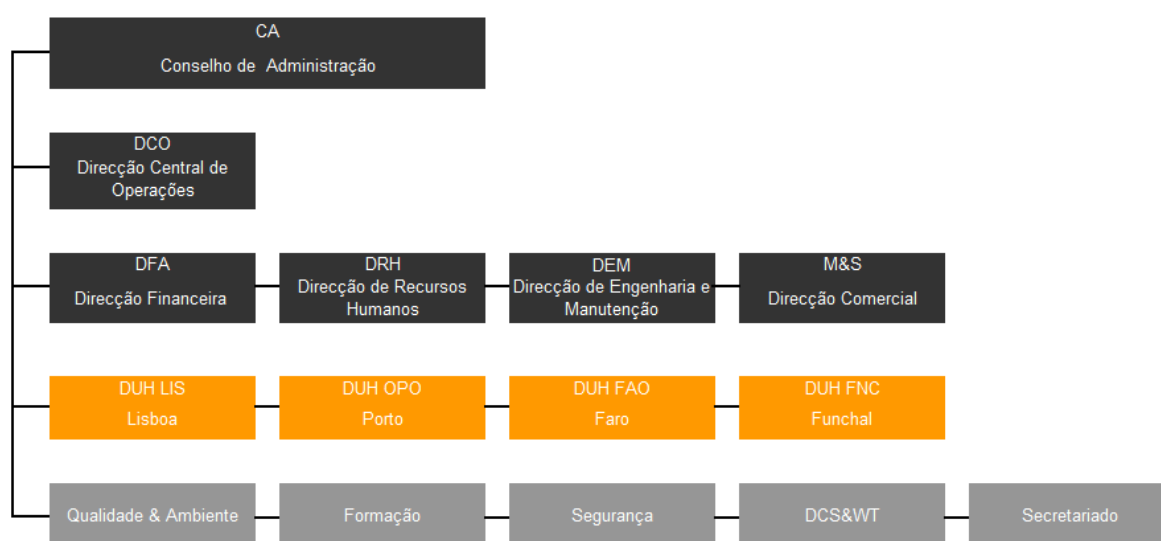 CA
Conselho de Administração
DCO
Direcção Central de
Operações
DFA
Direcção Financeira
DRH
Direcção de Recursos
Humanos
DEM
Direcção de Engenharia e
Manutenção
M&S
Direcção Comercial
DUH LIS
Lisboa
DUH OPO
Porto
DUH FAO
Faro
DUH FNC
Funchal
Qualidade & Ambiente
Formação
Segurança
DCS&WT
Secretariado